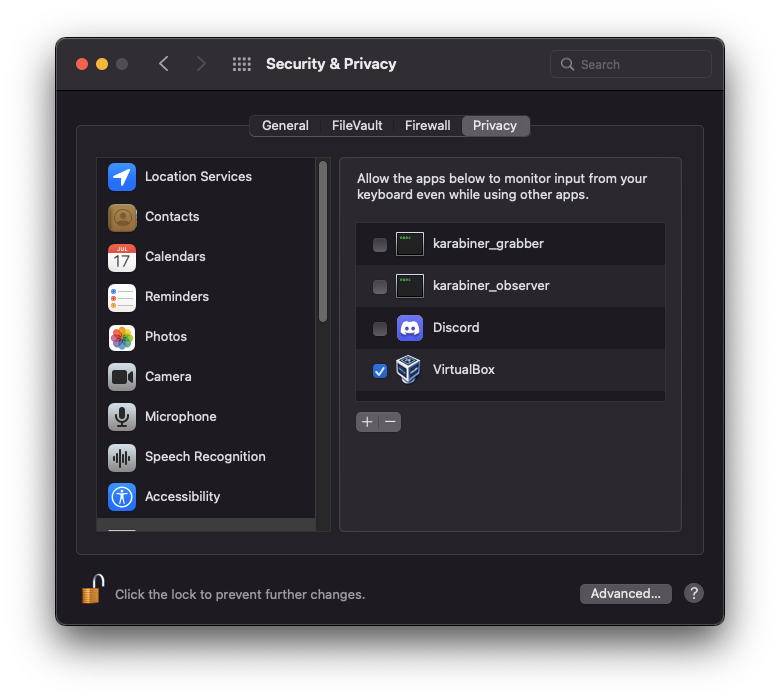 Security & Privacy
Search
General FileVault Firewall Privacy
Location Services
Contacts
JUL
17
Calendars
Reminders
Photos
Camera
Microphone
Speech Recognition
Accessibility
Allow the apps below to monitor input from your
keyboard even while using other apps.
karabiner_grabber
karabiner_observer
Discord
VirtualBox
+ −
Click the lock to prevent further changes.
Advanced...
?